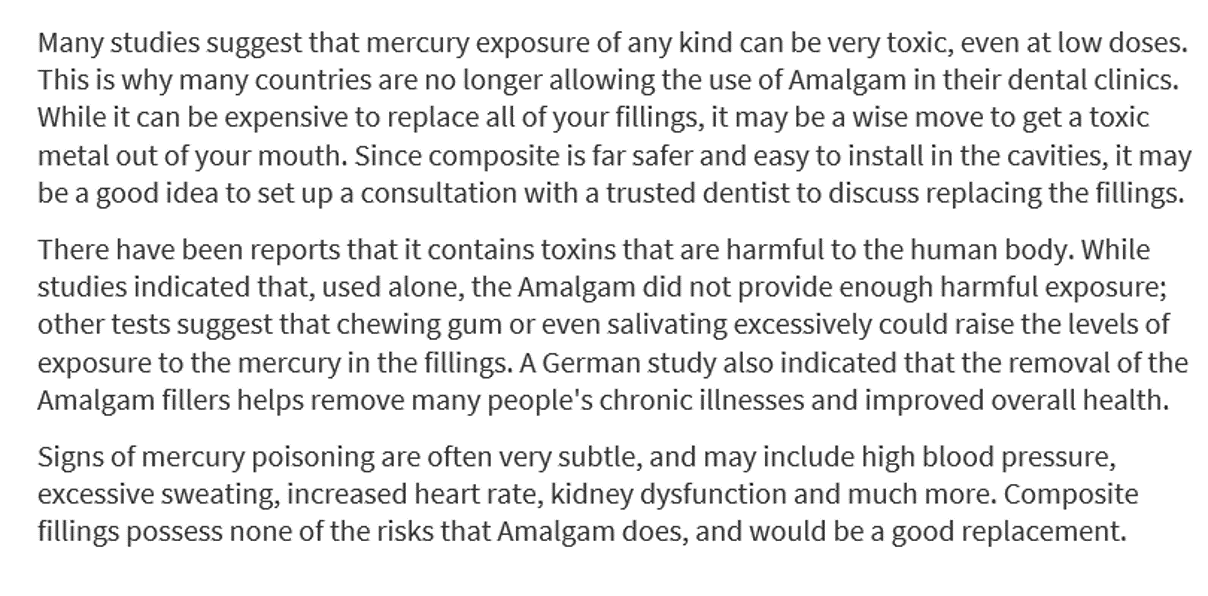 Many studies suggest that mercury exposure of any kind can be very toxic, even at low doses.
This is why many countries are no longer allowing the use of Amalgam in their dental clinics.
While it can be expensive to replace all of your fillings, it may be a wise move to get a toxic
metal out of your mouth. Since composite is far safer and easy to install in the cavities, it may
be a good idea to set up a consultation with a trusted dentist to discuss replacing the fillings.
There have been reports that it contains toxins that are harmful to the human body. While
studies indicated that, used alone, the Amalgam did not provide enough harmful exposure;
other tests suggest that chewing gum or even salivating excessively could raise the levels of
exposure to the mercury in the fillings. A German study also indicated that the removal of the
Amalgam fillers helps remove many people's chronic illnesses and improved overall health.
Signs of mercury poisoning are often very subtle, and may include high blood pressure,
excessive sweating, increased heart rate, kidney dysfunction and much more. Composite
fillings possess none of the risks that Amalgam does, and would be a good replacement.